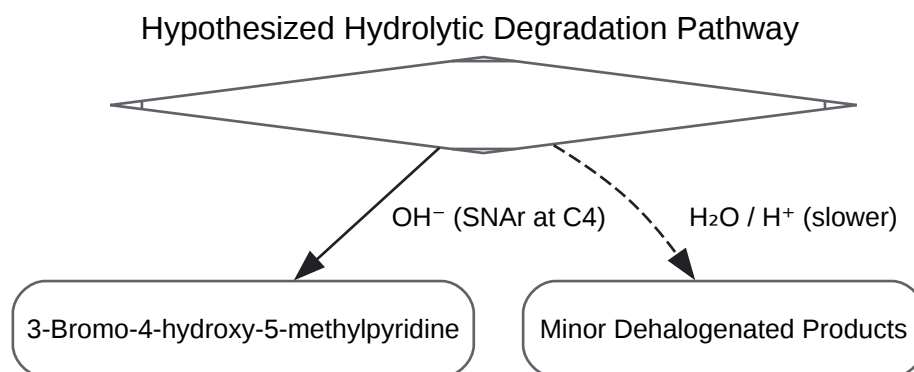 Hypothesized Hydrolytic Degradation Pathway
OH⁻ (SNAr at C4)
H₂O / H⁺ (slower)
3-Bromo-4-hydroxy-5-methylpyridine
Minor Dehalogenated Products